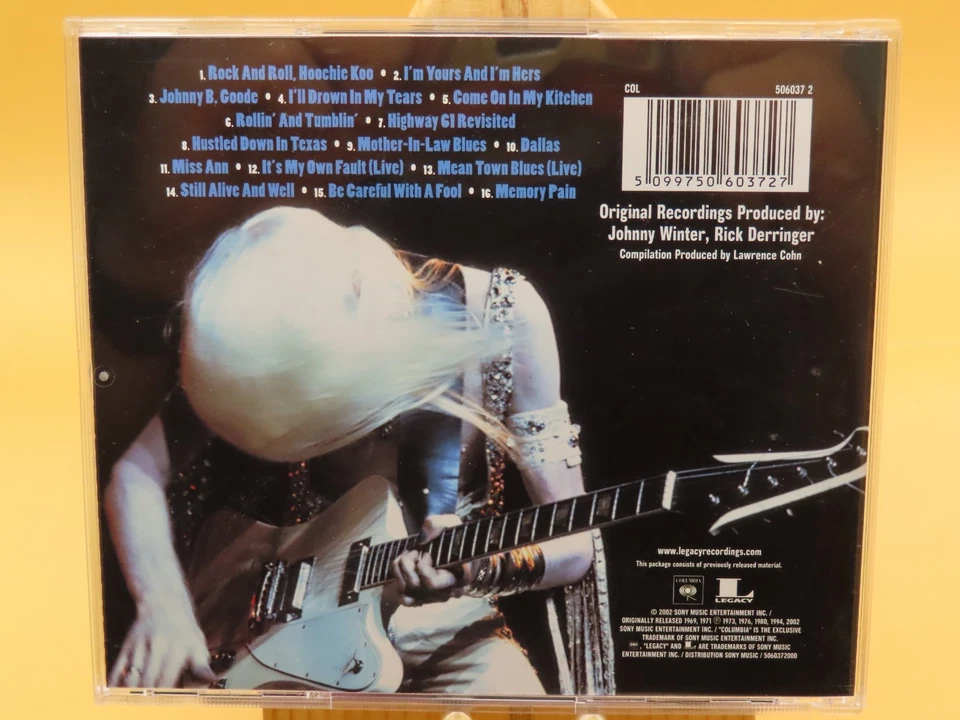 1. Rock And Roll, Hoochie Koo • 2. I'm Yours And I'm Hers
3. Johnny B. Goode • 4. I'll Drown In My Tears • 5. Come On In My Kitchen
6. Rollin' And Tumblin' • 7. Highway 61 Revisited
8. Hustled Down In Texas • 9. Mother-In-Law Blues • 10. Dallas
11. Miss Ann • 12. It's My Own Fault (Live) • 13. Mean Town Blues (Live)
14. Still Alive And Well • 15. Be Careful With A Fool • 16. Memory Pain
COL 506037 2
5 099750 603727
Original Recordings Produced by:
Johnny Winter, Rick Derringer
Compilation Produced by Lawrence Cohn
www.legacyrecordings.com
This package consists of previously released material.
COLUMBIA
L
LEGACY
© 2002 SONY MUSIC ENTERTAINMENT INC. /
ORIGINALLY RELEASED 1969, 1971 ℗ 1973, 1976, 1980, 1994, 2002
SONY MUSIC ENTERTAINMENT INC. / "COLUMBIA" IS THE EXCLUSIVE
TRADEMARK OF SONY MUSIC ENTERTAINMENT INC.
, "LEGACY" AND L ARE TRADEMARKS OF SONY MUSIC
ENTERTAINMENT INC. / DISTRIBUTION SONY MUSIC / 5060372000